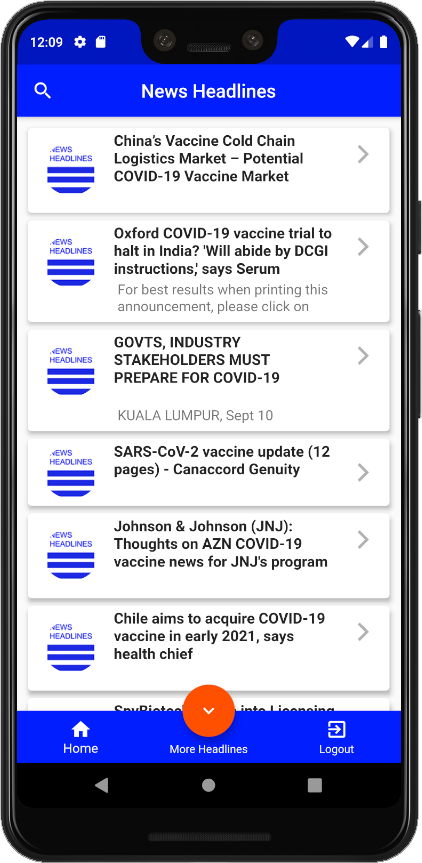 12:09
News Headlines
NEWS
HEADLINES
China's Vaccine Cold Chain
Logistics Market – Potential
COVID-19 Vaccine Market
NEWS
HEADLINES
Oxford COVID-19 vaccine trial to
halt in India? 'Will abide by DCGI
instructions,' says Serum
For best results when printing this
announcement, please click on
NEWS
HEADLINES
GOVTS, INDUSTRY
STAKEHOLDERS MUST
PREPARE FOR COVID-19
KUALA LUMPUR, Sept 10
NEWS
HEADLINES
SARS-CoV-2 vaccine update (12
pages) - Canaccord Genuity
NEWS
HEADLINES
Johnson & Johnson (JNJ):
Thoughts on AZN COVID-19
vaccine news for JNJ's program
NEWS
HEADLINES
Chile aims to acquire COVID-19
vaccine in early 2021, says
health chief
into Licensing
Home
More Headlines
Logout